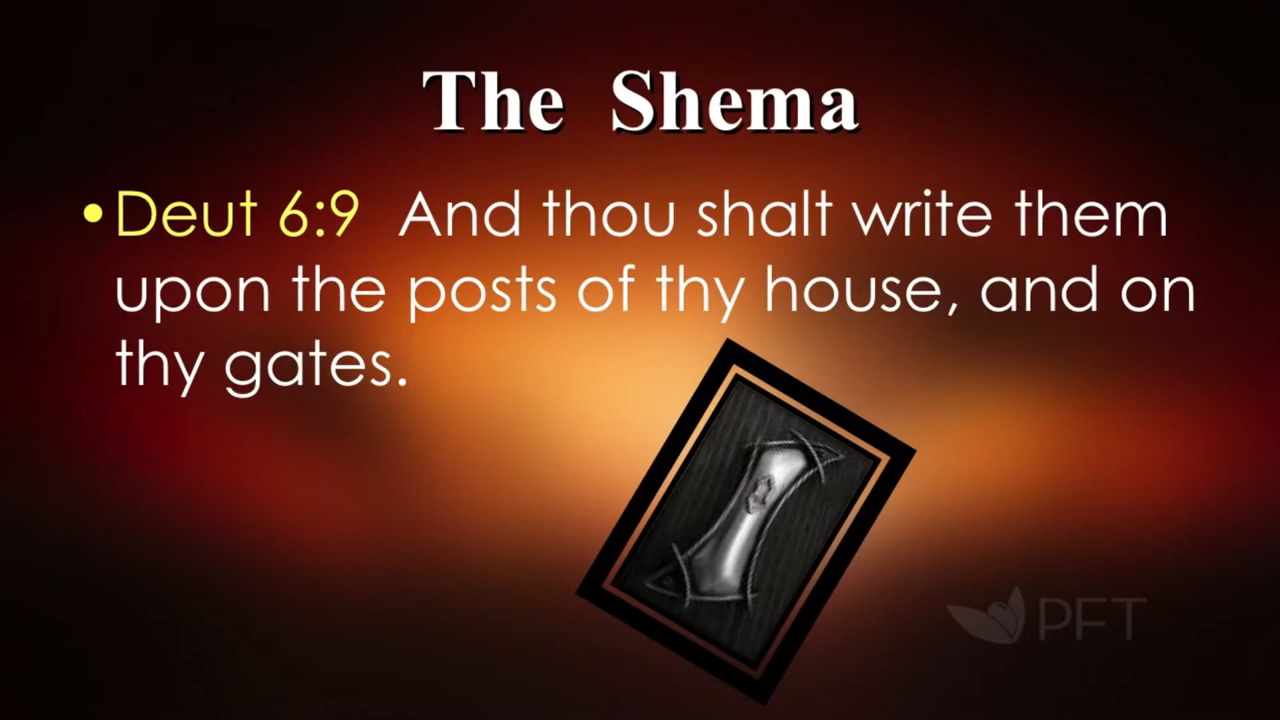 The Shema
•Deut 6:9 And thou shalt write them
upon the posts of thy house, and on
thy gates.
PFT